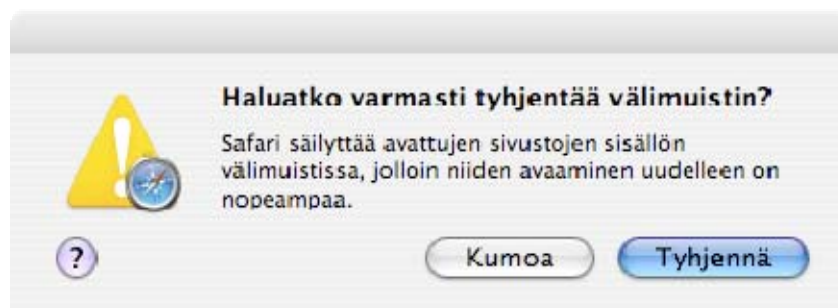 Haluatko varmasti tyhjentää välimuistin?
Safari säilyttää avattujen sivustojen sisällön
välimuistissa, jolloin niiden avaaminen uudelleen on
nopeampaa.
? Kumoa Tyhjennä